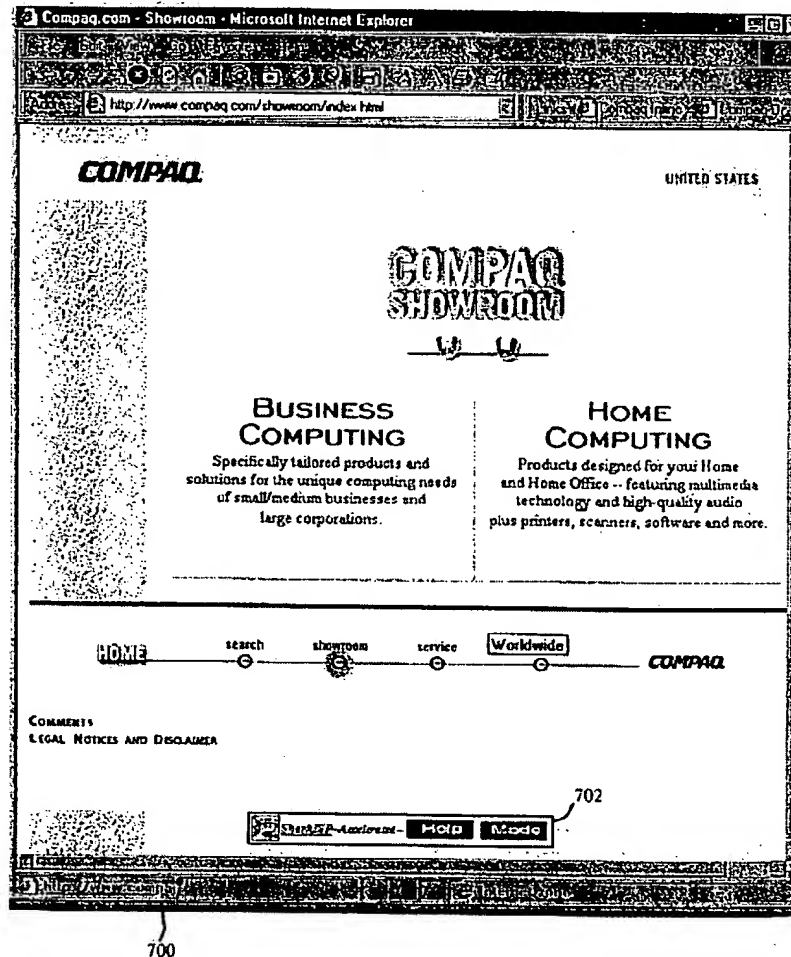 Compaq.com - Showroom - Microsoft Internet Explorer
http://www.compaq.com/showroom/index.html
COMPAQ
UNITED STATES
COMPAQ
SHOWROOM
BUSINESS
COMPUTING
Specifically tailored products and
solutions for the unique computing needs
of small/medium businesses and
large corporations.
HOME
COMPUTING
Products designed for your Home
and Home Office -- featuring multimedia
technology and high-quality audio
plus printers, scanners, software and more.
HOME
search
showroom
service
Worldwide
COMPAQ
COMMENTS
LEGAL NOTICES AND DISCLAIMER
702
Help
Mode
700